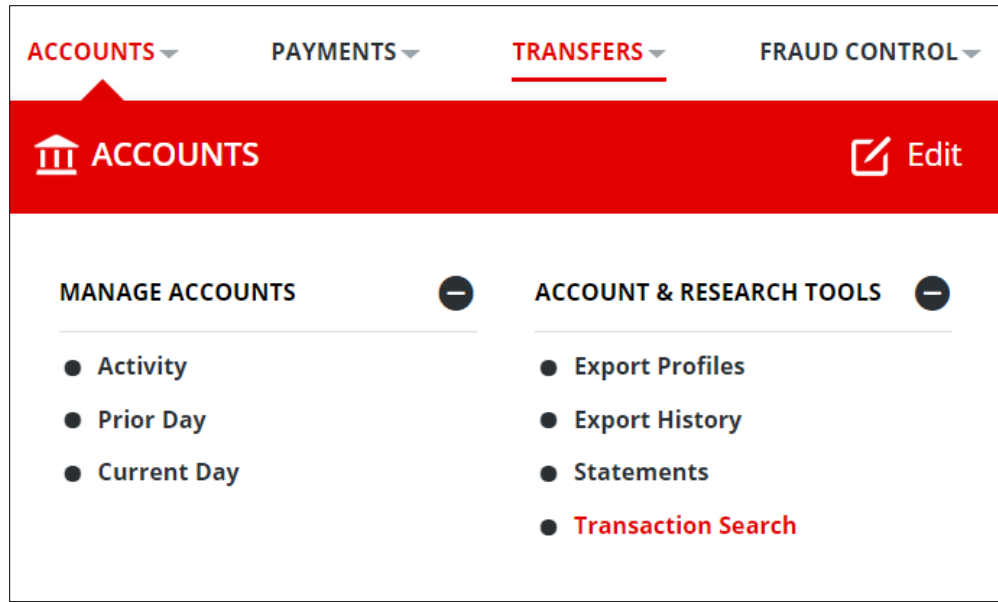 ACCOUNTS PAYMENTS TRANSFERS FRAUD CONTROL
ACCOUNTS Edit
MANAGE ACCOUNTS
Activity
Prior Day
Current Day
ACCOUNT & RESEARCH TOOLS
Export Profiles
Export History
Statements
Transaction Search